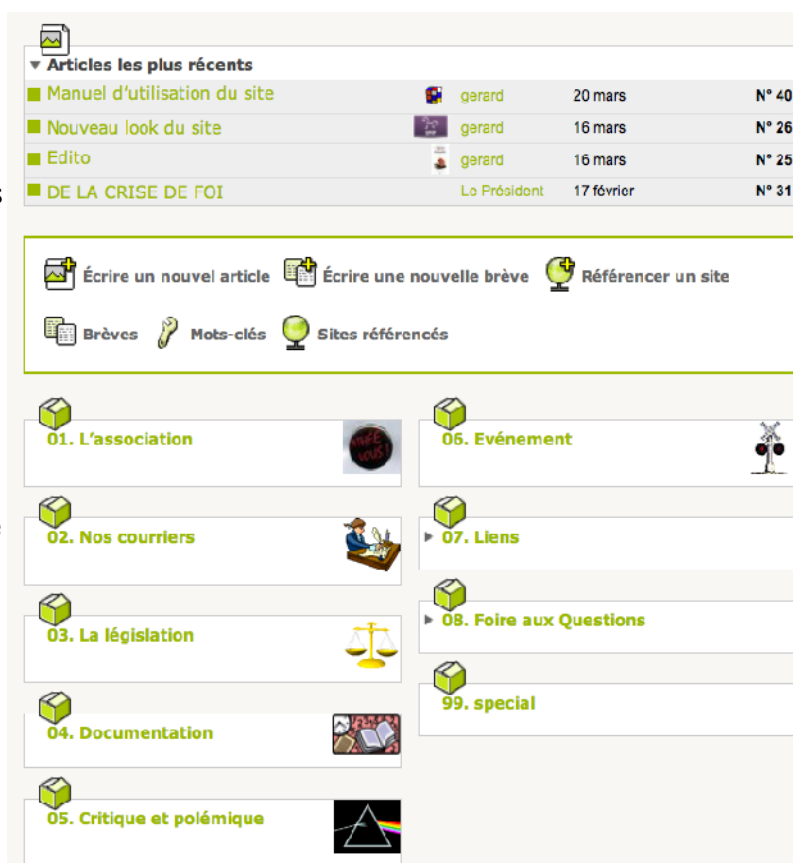 Articles les plus récents
Manuel d'utilisation du site gerard 20 mars N° 40
Nouveau look du site gerard 16 mars N° 26
Edito gerard 16 mars N° 25
DE LA CRISE DE FOI Le Président 17 février N° 31
s
Écrire un nouvel article Écrire une nouvelle brève Référencer un site
Brèves Mots-clés Sites référencés
01. L'association 06. Evénement
02. Nos courriers 07. Liens
03. La législation 08. Foire aux Questions
99. special
04. Documentation
05. Critique et polémique